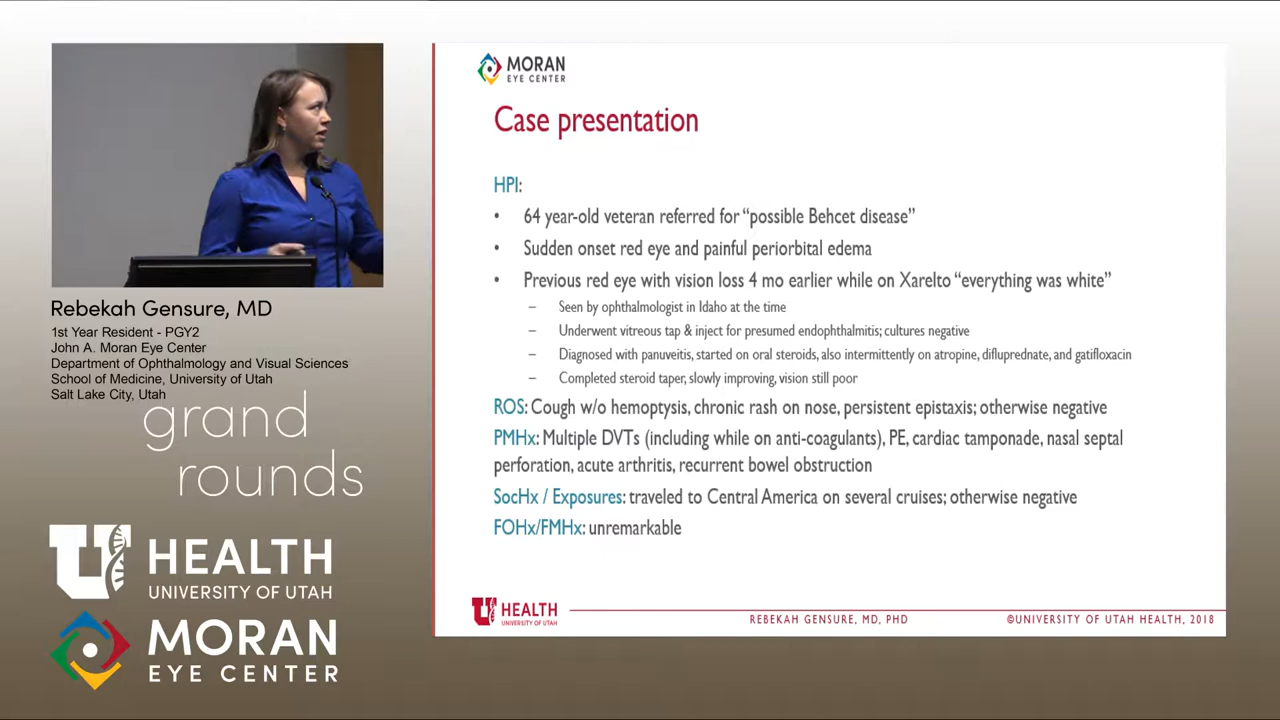 Rebekah Gensure, MD
1st Year Resident - PGY2
John A. Moran Eye Center
Department of Ophthalmology and Visual Sciences
School of Medicine, University of Utah
Salt Lake City, Utah
grand
rounds
U HEALTH
UNIVERSITY OF UTAH
MORAN
EYE CENTER
MORAN
EYE CENTER
Case presentation
HPI:
• 64 year-old veteran referred for “possible Behcet disease”
• Sudden onset red eye and painful periorbital edema
• Previous red eye with vision loss 4 mo earlier while on Xarelto “everything was white”
– Seen by ophthalmologist in Idaho at the time
– Underwent vitreous tap & inject for presumed endophthalmitis; cultures negative
– Diagnosed with panuveitis, started on oral steroids, also intermittently on atropine, difluprednate, and gatifloxacin
– Completed steroid taper, slowly improving, vision still poor
ROS: Cough w/o hemoptysis, chronic rash on nose, persistent epistaxis; otherwise negative
PMHx: Multiple DVTs (including while on anti-coagulants), PE, cardiac tamponade, nasal septal
perforation, acute arthritis, recurrent bowel obstruction
SocHx / Exposures: traveled to Central America on several cruises; otherwise negative
FOHx/FMHx: unremarkable
U HEALTH
UNIVERSITY OF UTAH
REBEKAH GENSURE, MD, PHD
©UNIVERSITY OF UTAH HEALTH, 2018